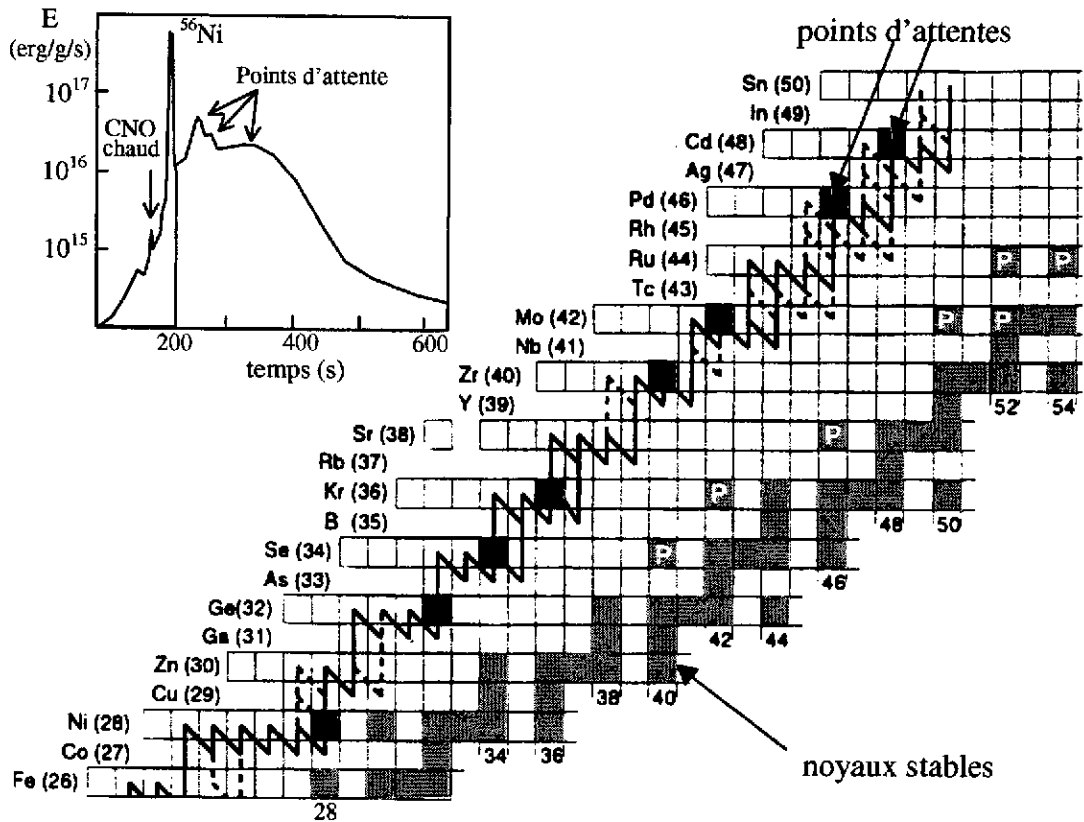 E
(erg/g/s)
10^17
10^16
10^15
56Ni
Points d'attente
CNO
chaud
200
400
600
temps (s)
points d'attentes
Sn (50)
In (49)
Cd (48)
Ag (47)
Pd (46)
Rh (45)
Ru (44)
P
P
Tc (43)
Mo (42)
P
P
Nb (41)
Zr (40)
52
54
Y (39)
Sr (38)
P
Rb (37)
Kr (36)
P
48
50
B (35)
Se (34)
P
46
As (33)
Ge(32)
42
44
Ga (31)
Zn (30)
38
40
Cu (29)
Ni (28)
Co (27)
34
36
noyaux stables
Fe (26)
28